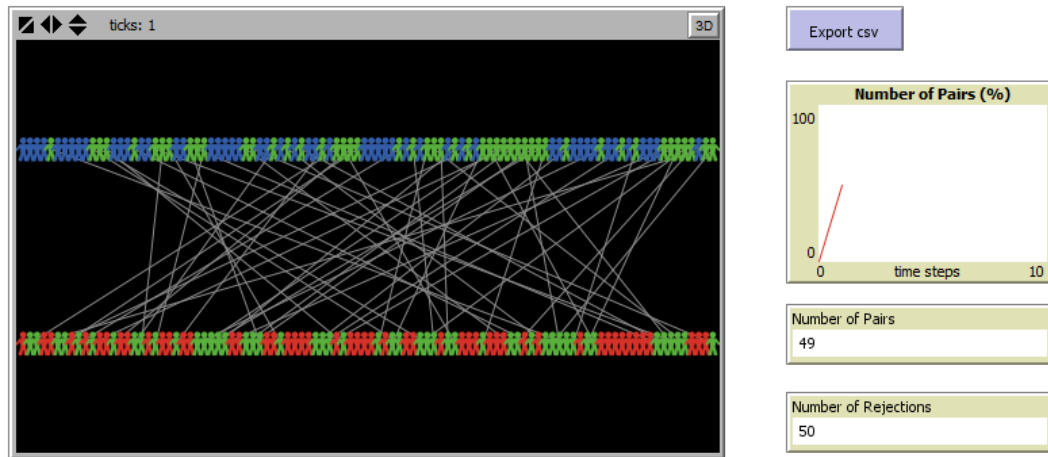 ticks: 1
3D
Export csv
Number of Pairs (%)
100
0
0 time steps 10
Number of Pairs
49
Number of Rejections
50